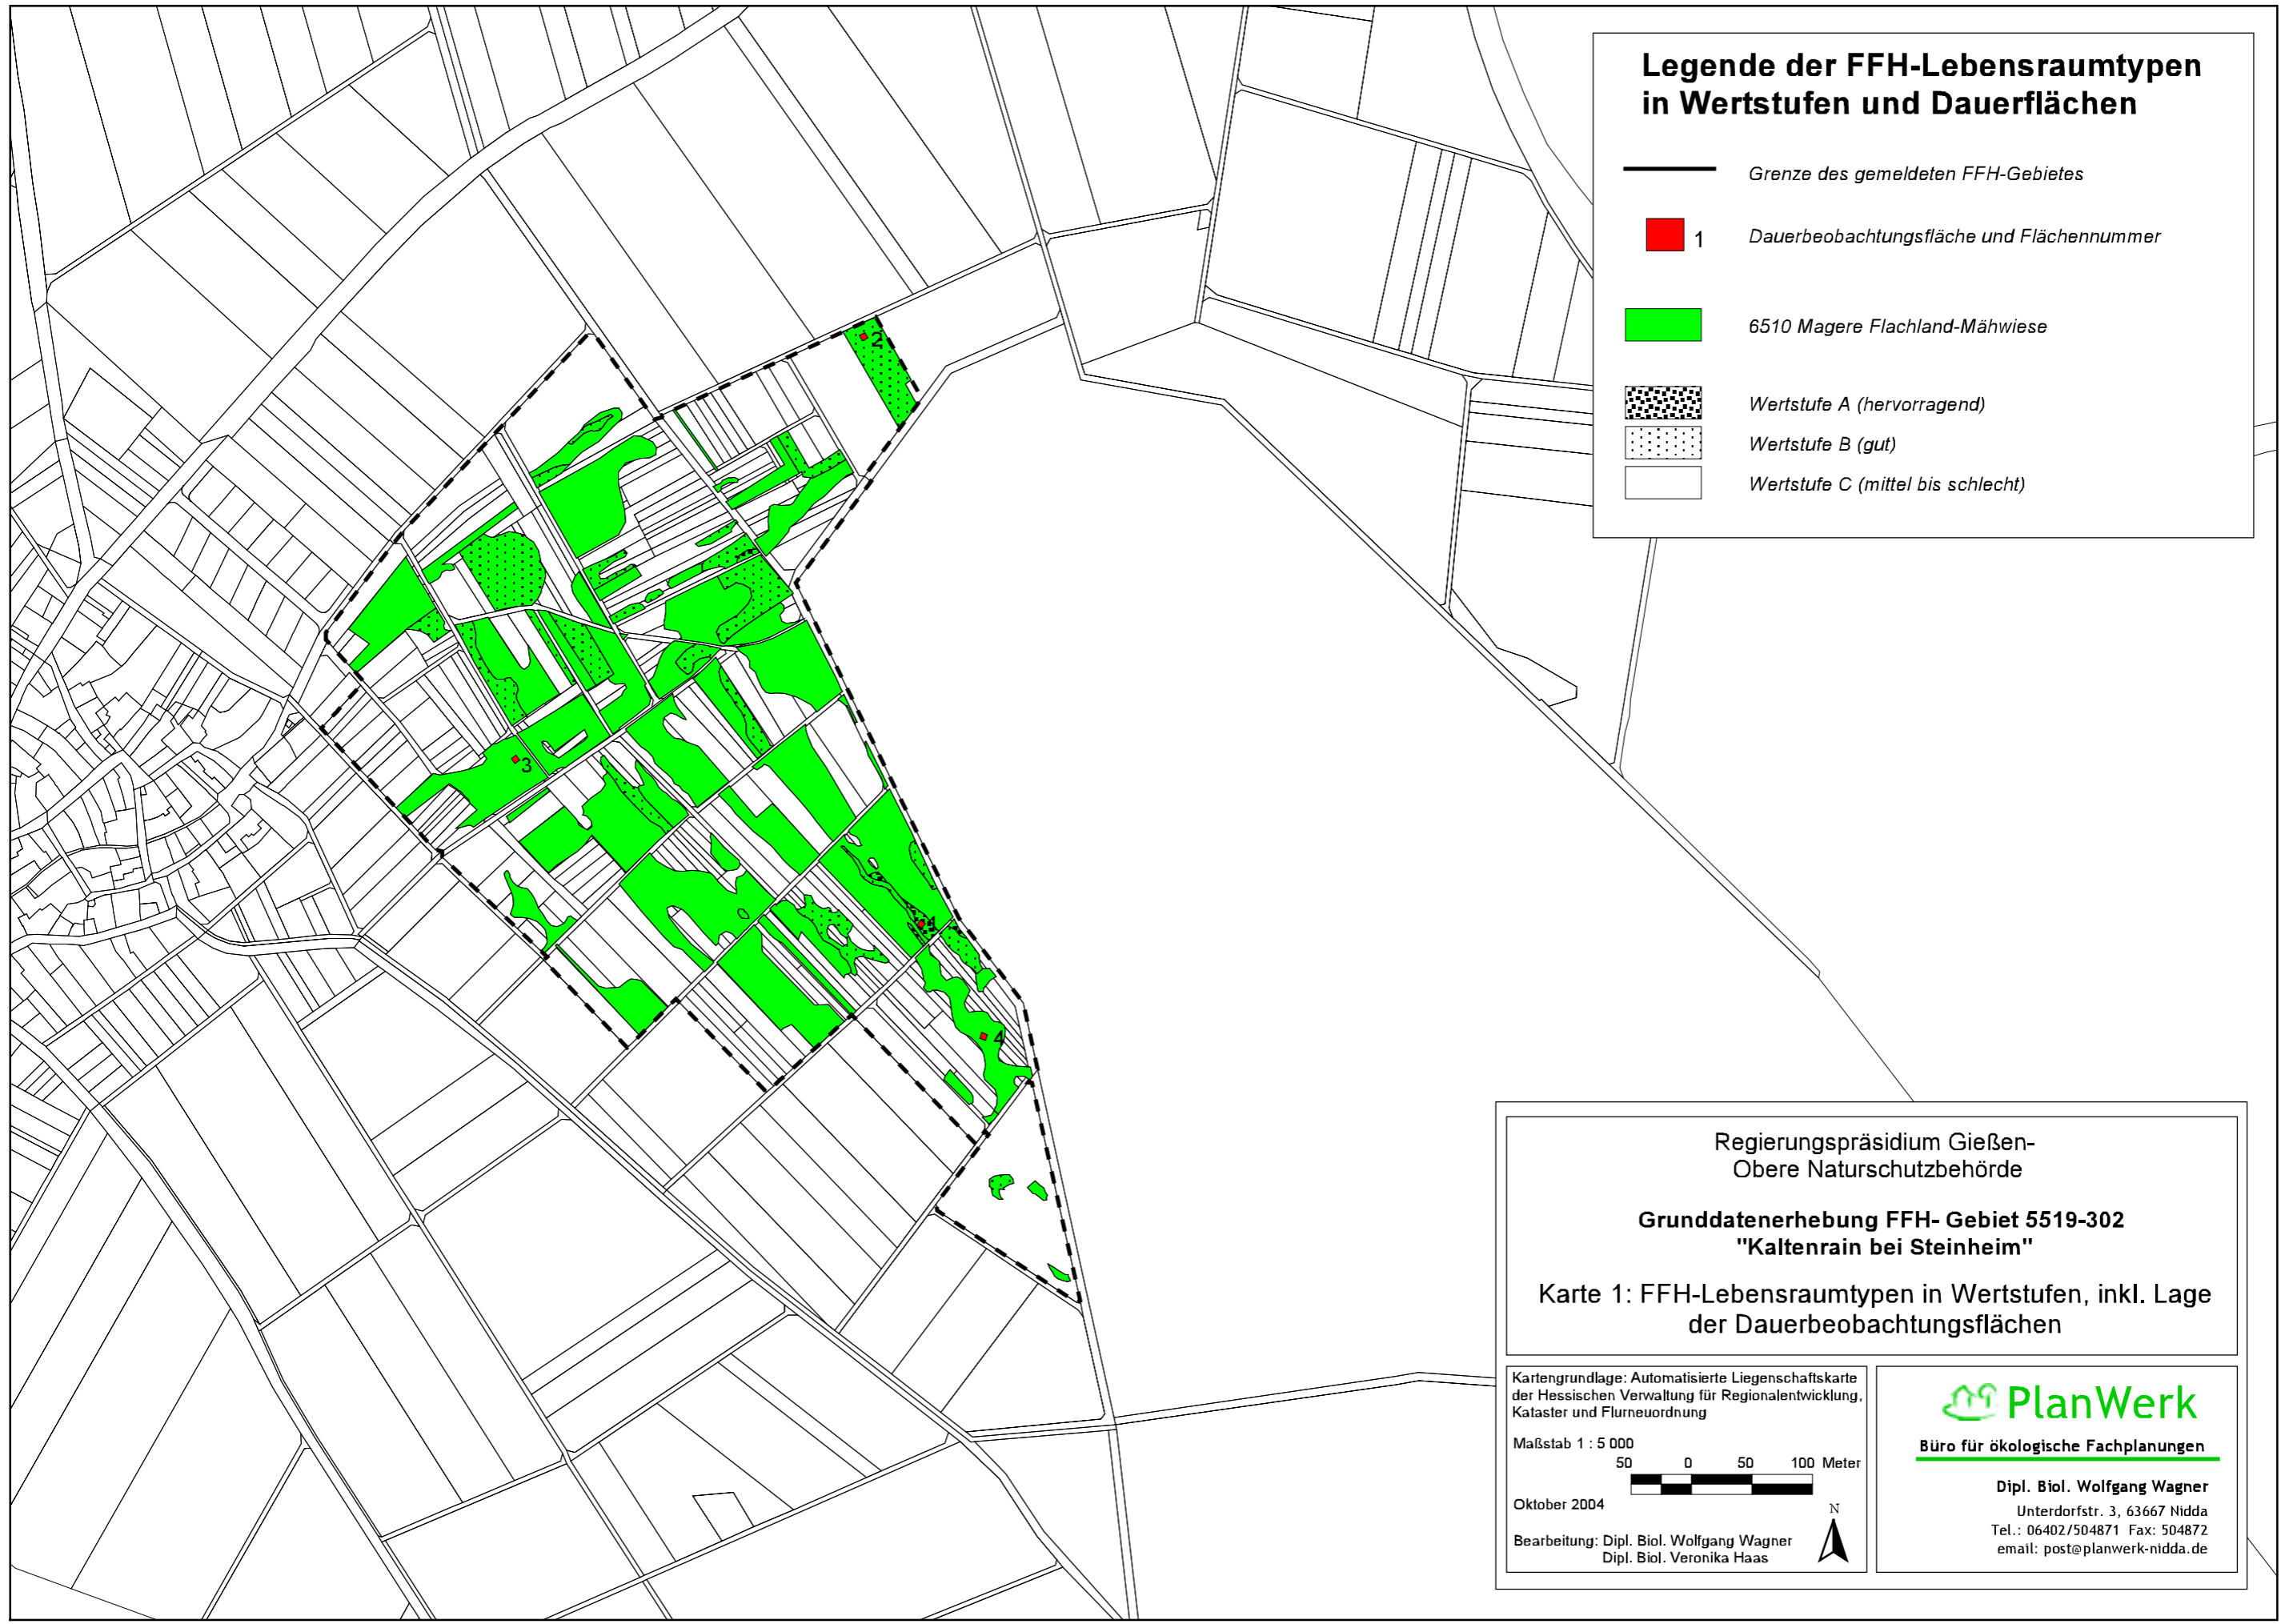 Legende der FFH-Lebensraumtypen
in Wertstufen und Dauerflächen
Grenze des gemeldeten FFH-Gebietes
1
Dauerbeobachtungsfläche und Flächennummer
6510 Magere Flachland-Mähwiese
Wertstufe A (hervorragend)
Wertstufe B (gut)
Wertstufe C (mittel bis schlecht)
2
3
1
4
Regierungspräsidium Gießen-
Obere Naturschutzbehörde
Grunddatenerhebung FFH- Gebiet 5519-302
"Kaltenrain bei Steinheim"
Karte 1: FFH-Lebensraumtypen in Wertstufen, inkl. Lage
der Dauerbeobachtungsflächen
Kartengrundlage: Automatisierte Liegenschaftskarte
der Hessischen Verwaltung für Regionalentwicklung,
Kataster und Flurneuordnung
Maßstab 1 : 5 000
50 0 50 100 Meter
Oktober 2004
N
Bearbeitung: Dipl. Biol. Wolfgang Wagner
Dipl. Biol. Veronika Haas
PlanWerk
Büro für ökologische Fachplanungen
Dipl. Biol. Wolfgang Wagner
Unterdorfstr. 3, 63667 Nidda
Tel.: 06402/504871 Fax: 504872
email: post@planwerk-nidda.de